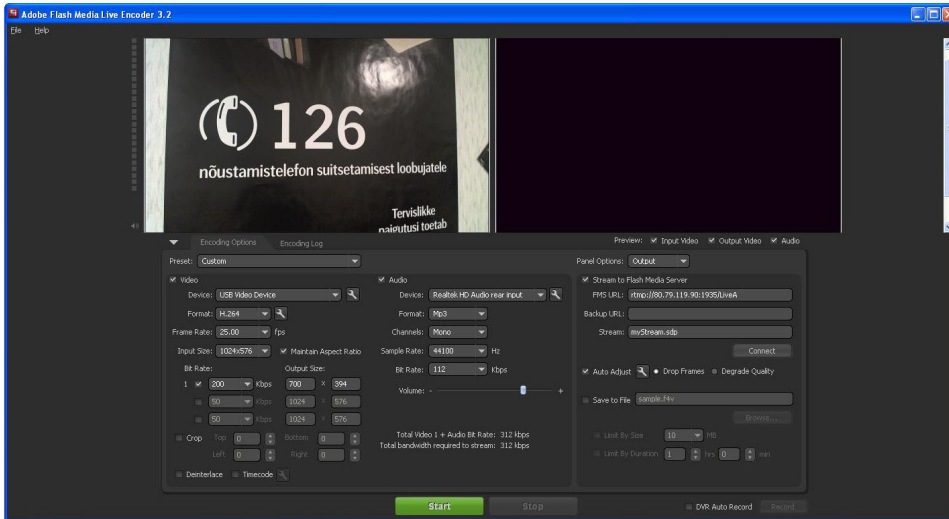 Adobe Flash Media Live Encoder 3.2
File Help
126
nõustamistelefon suitsetamisest loobujatele
Tervislikke
paigutusi toetab
Encoding Options Encoding Log
Preview: Input Video Output Video Audio
Preset: Custom
Panel Options: Output
Video
Device: USB Video Device
Format: H.264
Frame Rate: 25.00 fps
Input Size: 1024x576 Maintain Aspect Ratio
Bit Rate: Output Size:
1 200 Kbps 700 x 394
50 Kbps 1024 x 576
50 Kbps 1024 x 576
Crop Top 0 Bottom 0
Left 0 Right 0
Deinterlace Timecode
Audio
Device: Realtek HD Audio rear input
Format: Mp3
Channels: Mono
Sample Rate: 44100 Hz
Bit Rate: 112 Kbps
Volume: - +
Total Video 1 + Audio Bit Rate: 312 kbps
Total bandwidth required to stream: 312 kbps
Stream to Flash Media Server
FMS URL: rtmp://80.79.119.90:1935/LiveA
Backup URL:
Stream: myStream.sdp
Connect
Auto Adjust Drop Frames Degrade Quality
Save to File sample.f4v
Browse...
Limit By Size 10 MB
Limit By Duration 1 hrs 0 min
Start Stop
DVR Auto Record Record